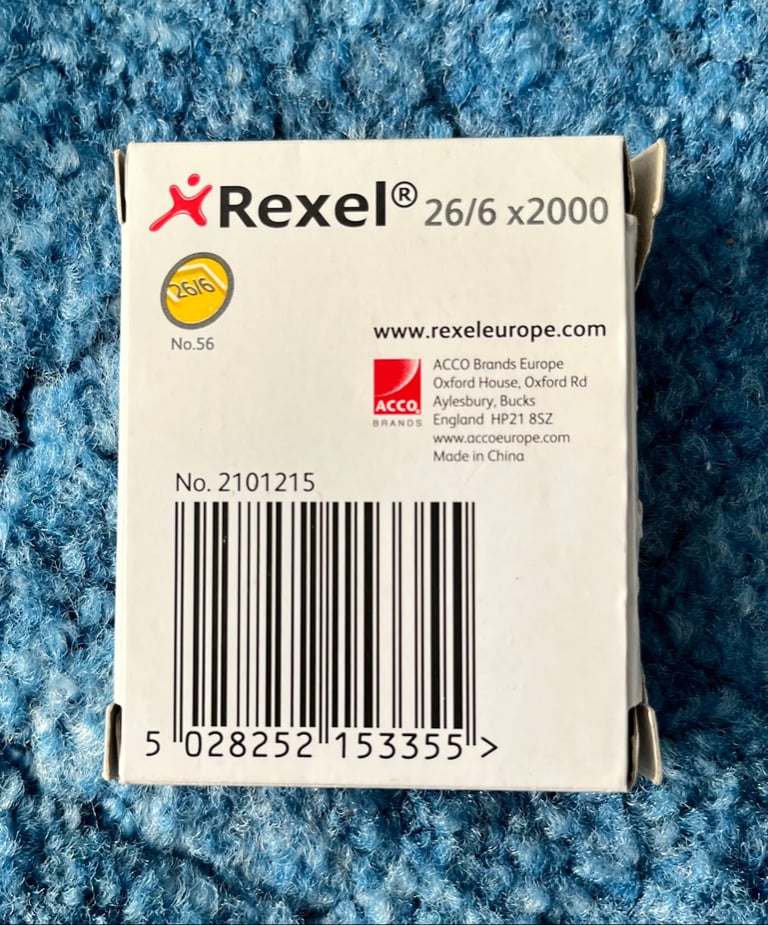 Rexel® 26/6 x2000
26/6
No.56
www.rexeleurope.com
ACCO Brands Europe
Oxford House, Oxford Rd
Aylesbury, Bucks
England HP21 8SZ
www.accoeurope.com
Made in China
ACCO
BRANDS
No. 2101215
5 028252 153355 >